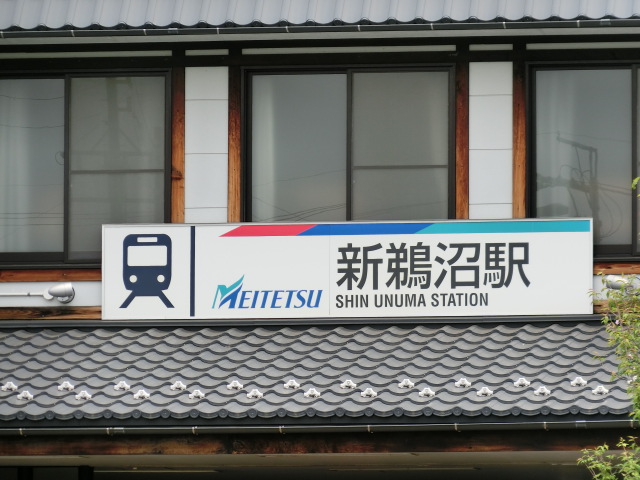 MEITETSU
新鵜沼駅
SHIN UNUMA STATION